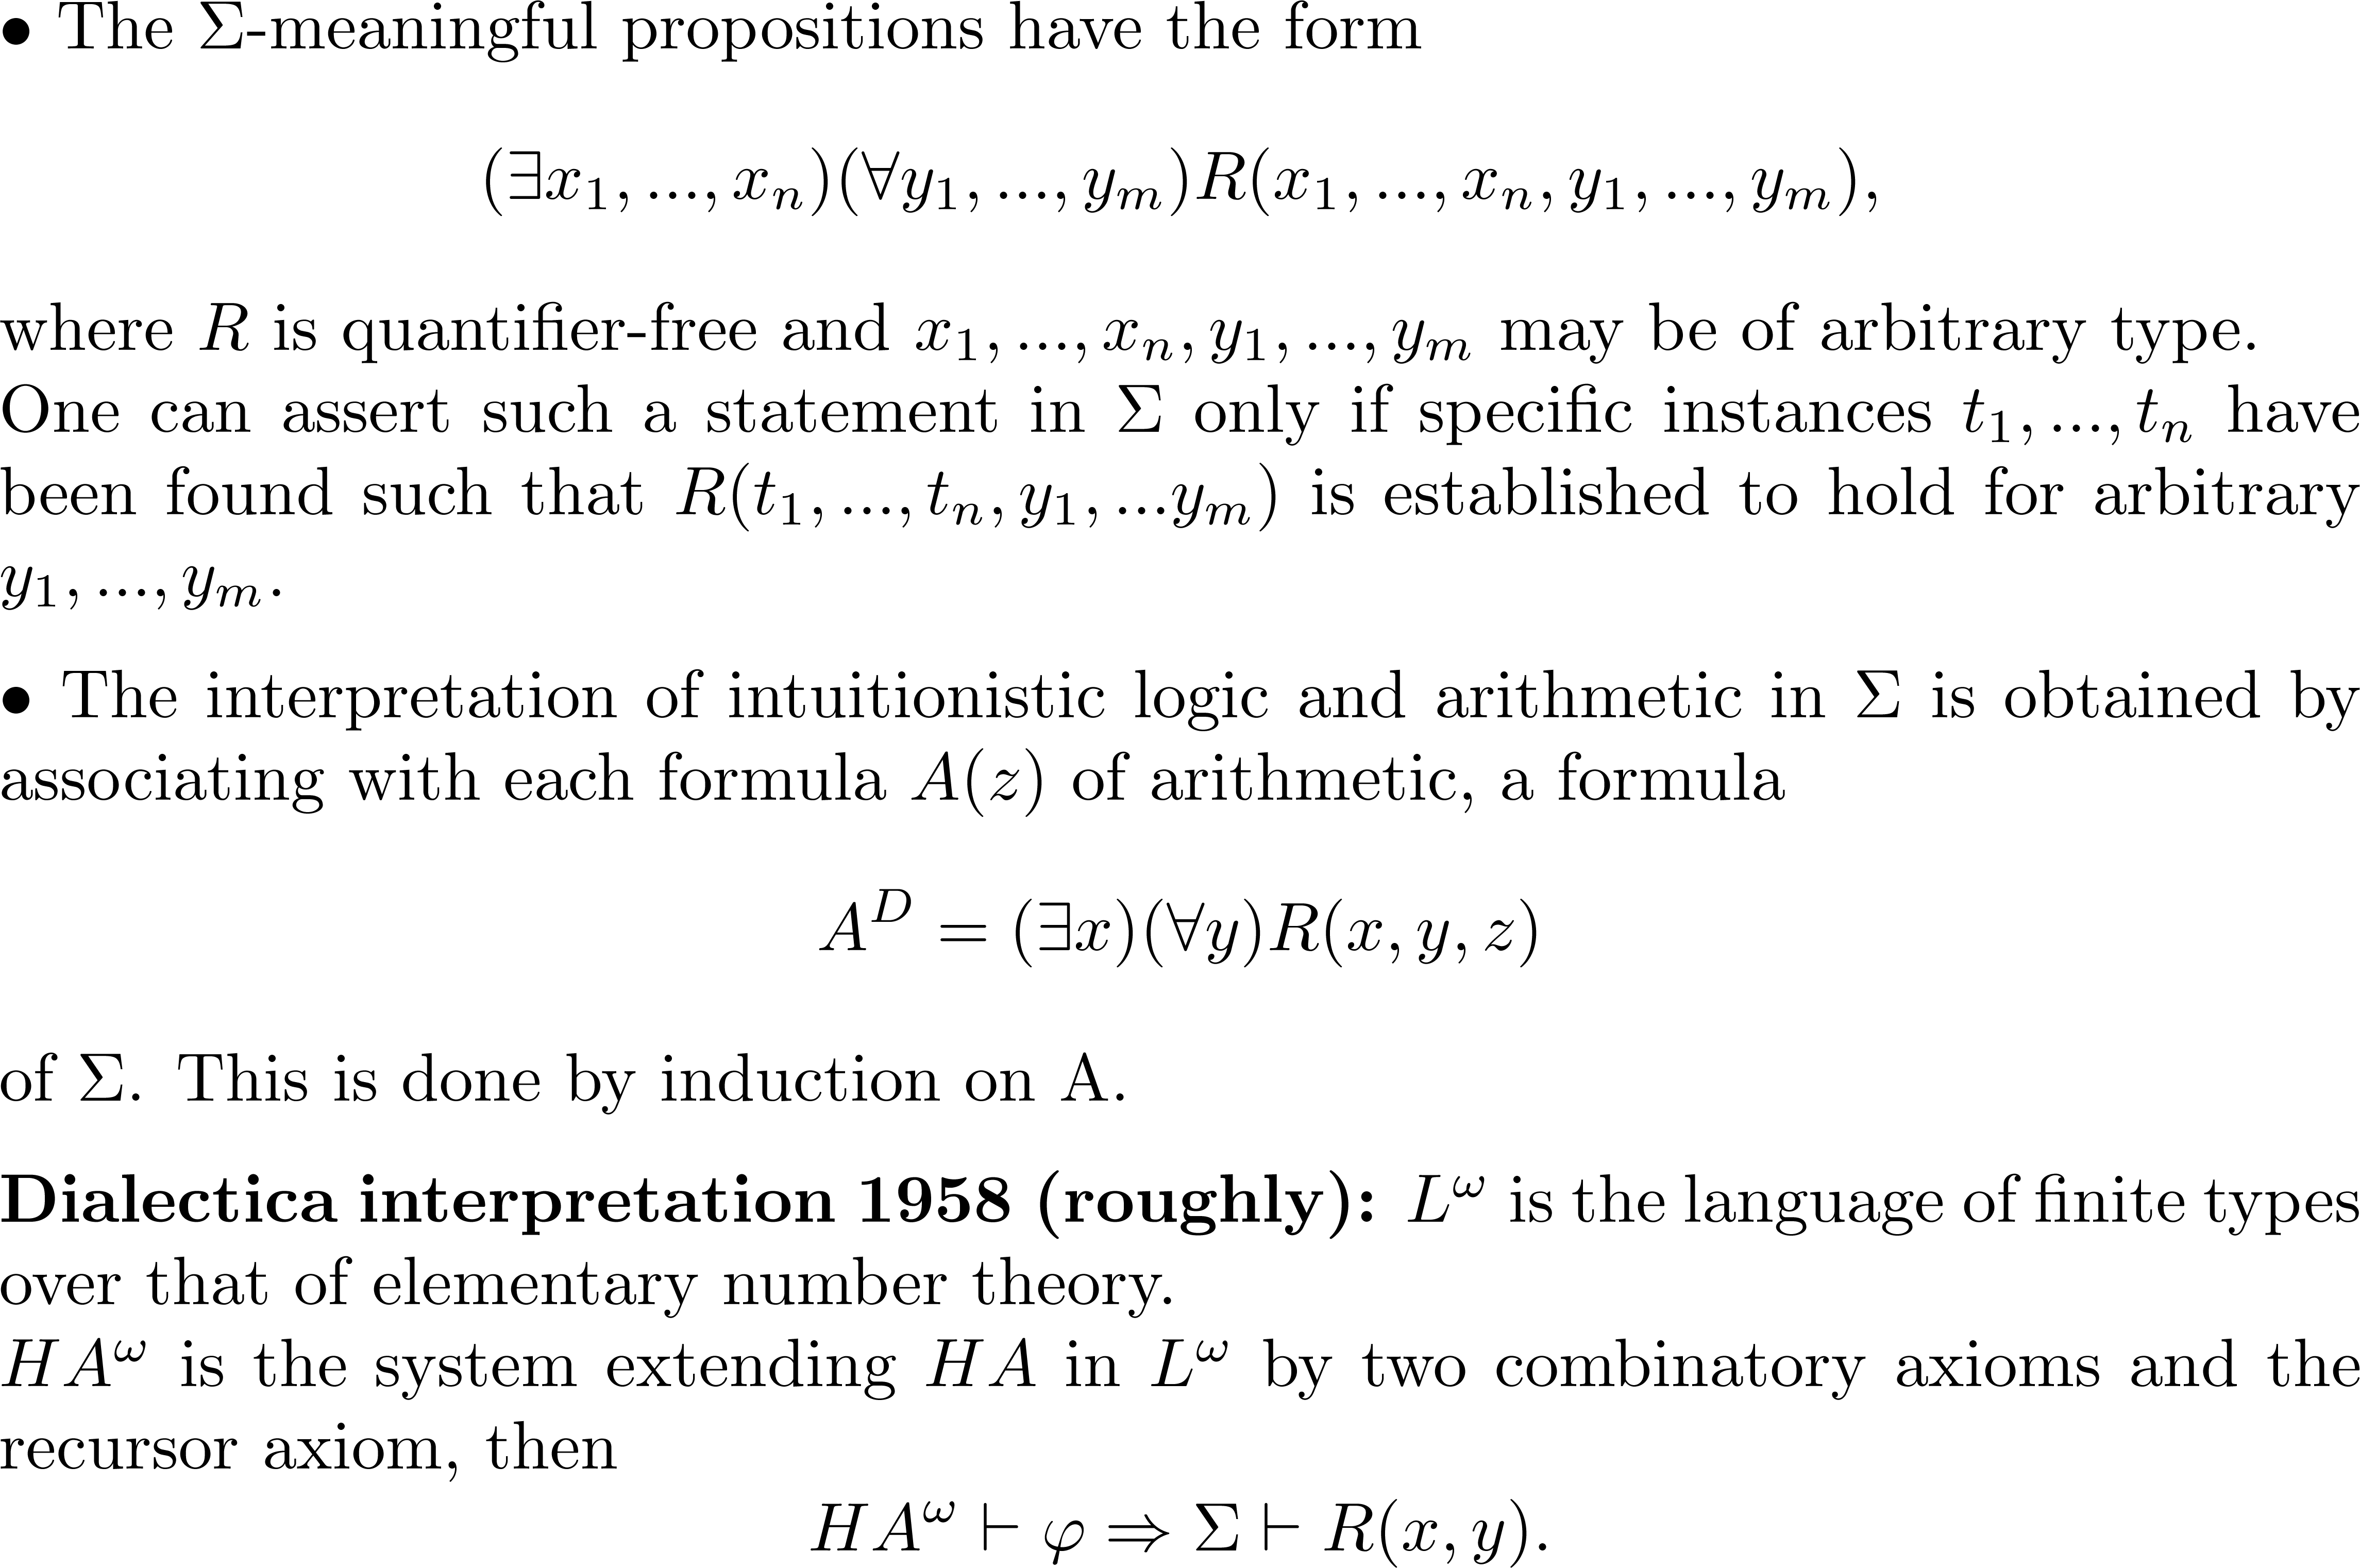 • The Σ-meaningful propositions have the form
(∃x₁, ..., xₙ)(∀y₁, ..., yₘ)R(x₁, ..., xₙ, y₁, ..., yₘ),
where R is quantifier-free and x₁, ..., xₙ, y₁, ..., yₘ may be of arbitrary type.
One can assert such a statement in Σ only if specific instances t₁, ..., tₙ have
been found such that R(t₁, ..., tₙ, y₁, ...yₘ) is established to hold for arbitrary
y₁, ..., yₘ.
• The interpretation of intuitionistic logic and arithmetic in Σ is obtained by
associating with each formula A(z) of arithmetic, a formula
Aᴰ = (∃x)(∀y)R(x, y, z)
of Σ. This is done by induction on A.
Dialectica interpretation 1958 (roughly): L^ω is the language of finite types
over that of elementary number theory.
HA^ω is the system extending HA in L^ω by two combinatory axioms and the
recursor axiom, then
HA^ω ⊢ φ ⇒ Σ ⊢ R(x, y).